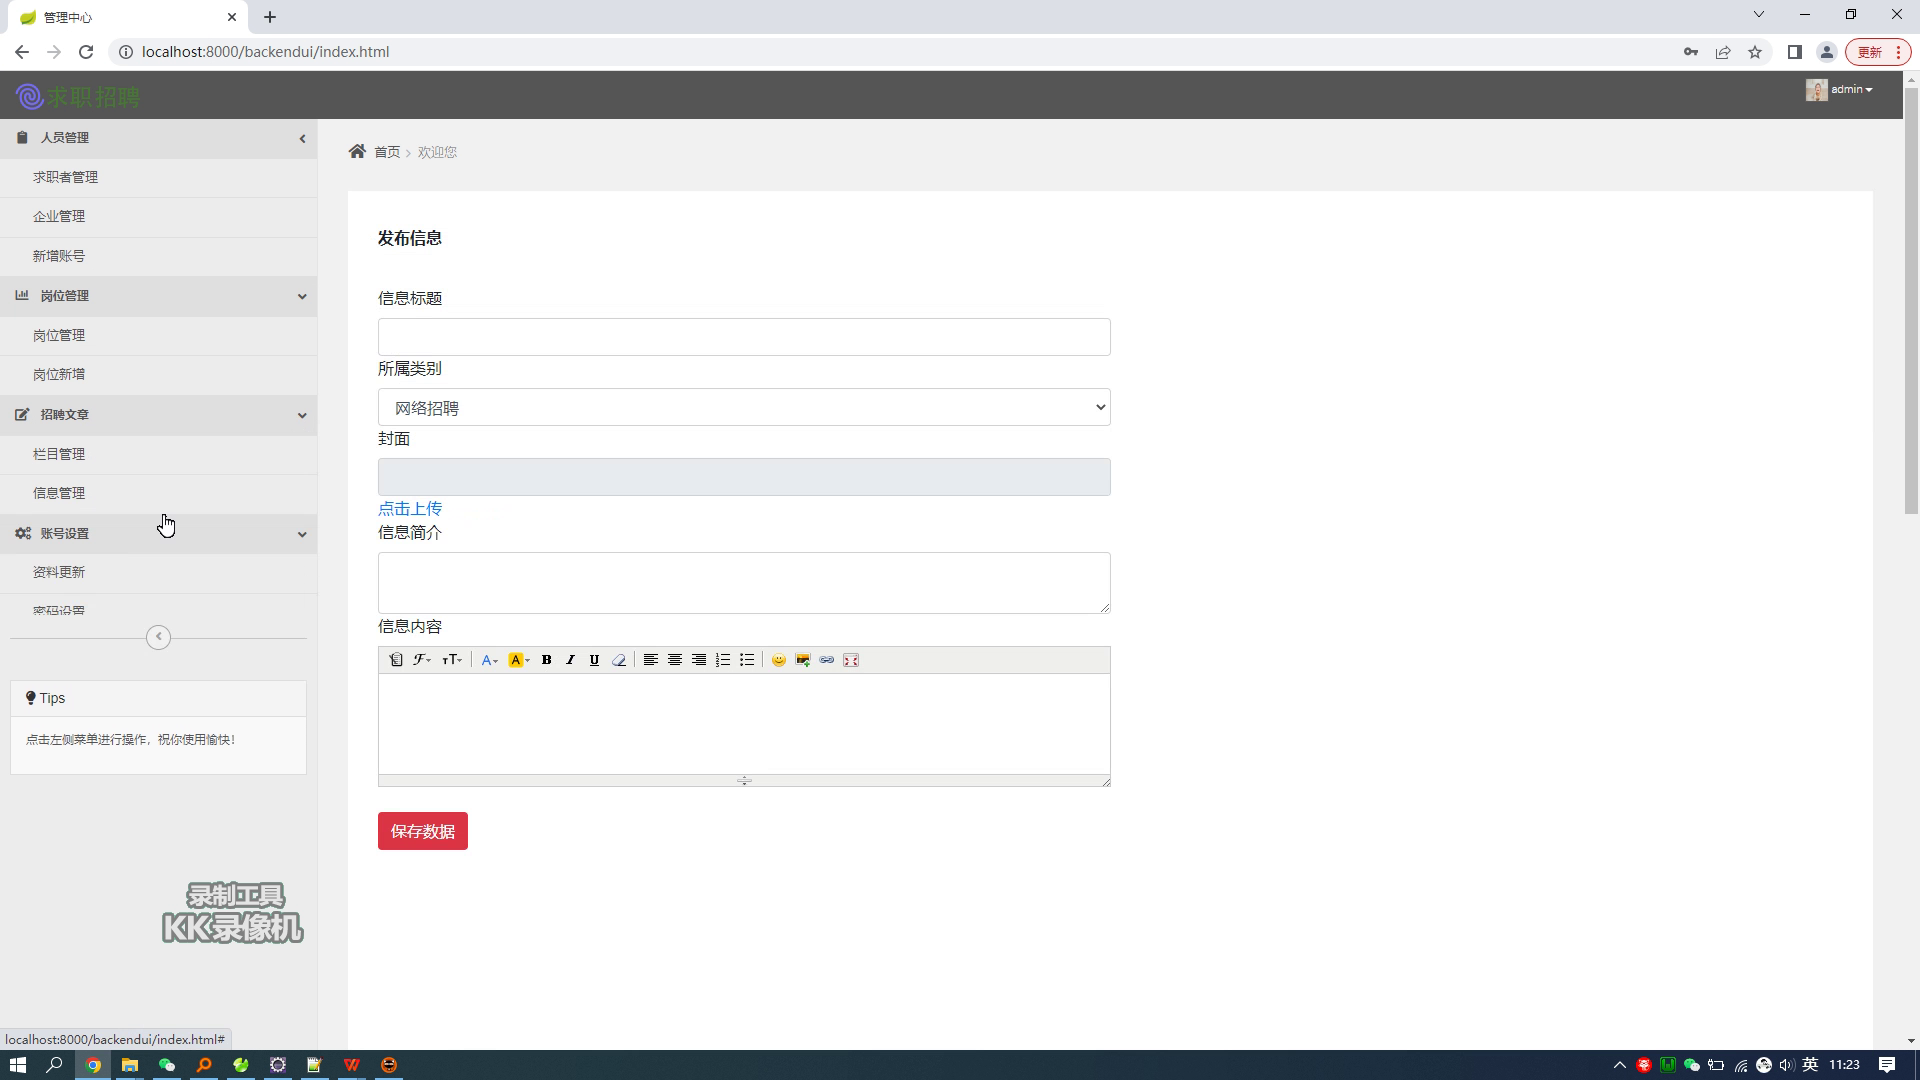 管理中心
localhost:8000/backendui/index.html
更新
求职招聘
admin
人员管理
求职者管理
企业管理
新增账号
岗位管理
岗位管理
岗位新增
招聘文章
栏目管理
信息管理
账号设置
资料更新
密码设置
Tips
点击左侧菜单进行操作，祝你使用愉快！
录制工具
KK录像机
首页 > 欢迎您
发布信息
信息标题
所属类别
网络招聘
封面
点击上传
信息简介
信息内容
保存数据
localhost:8000/backendui/index.html#
英
11:23